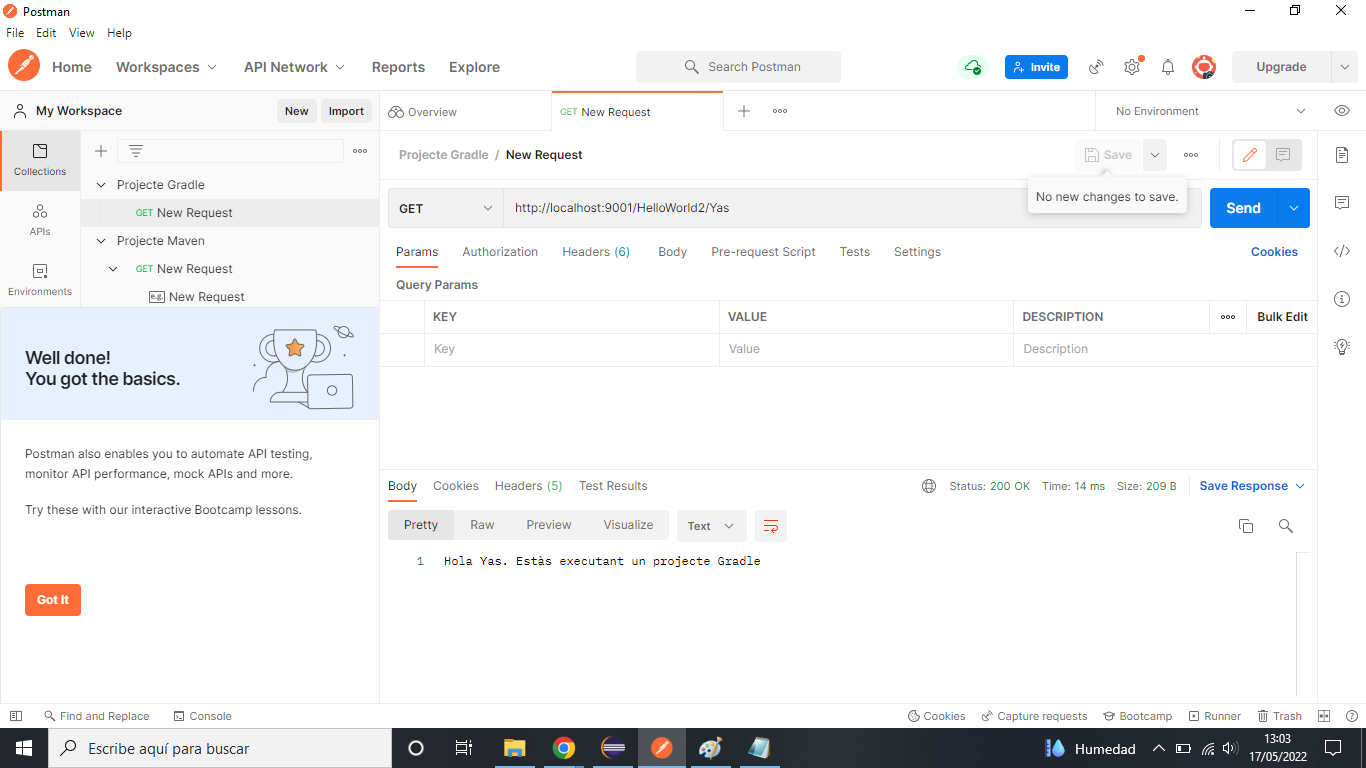 Postman
File Edit View Help
Home Workspaces API Network Reports Explore Search Postman Invite Upgrade
My Workspace New Import Overview GET New Request No Environment
Collections
APIs
Environments
Projecte Gradle
GET New Request
Projecte Maven
GET New Request
e.g. New Request
Well done!
You got the basics.
Postman also enables you to automate API testing,
monitor API performance, mock APIs and more.
Try these with our interactive Bootcamp lessons.
Got It
Projecte Gradle / New Request Save
No new changes to save.
GET http://localhost:9001/HelloWorld2/Yas Send
Params Authorization Headers (6) Body Pre-request Script Tests Settings Cookies
Query Params
KEY VALUE DESCRIPTION Bulk Edit
Key Value Description
Body Cookies Headers (5) Test Results Status: 200 OK Time: 14 ms Size: 209 B Save Response
Pretty Raw Preview Visualize Text
1 Hola Yas. Estàs executant un projecte Gradle
Find and Replace Console Cookies Capture requests Bootcamp Runner Trash
Escribe aquí para buscar Humedad 13:03
17/05/2022